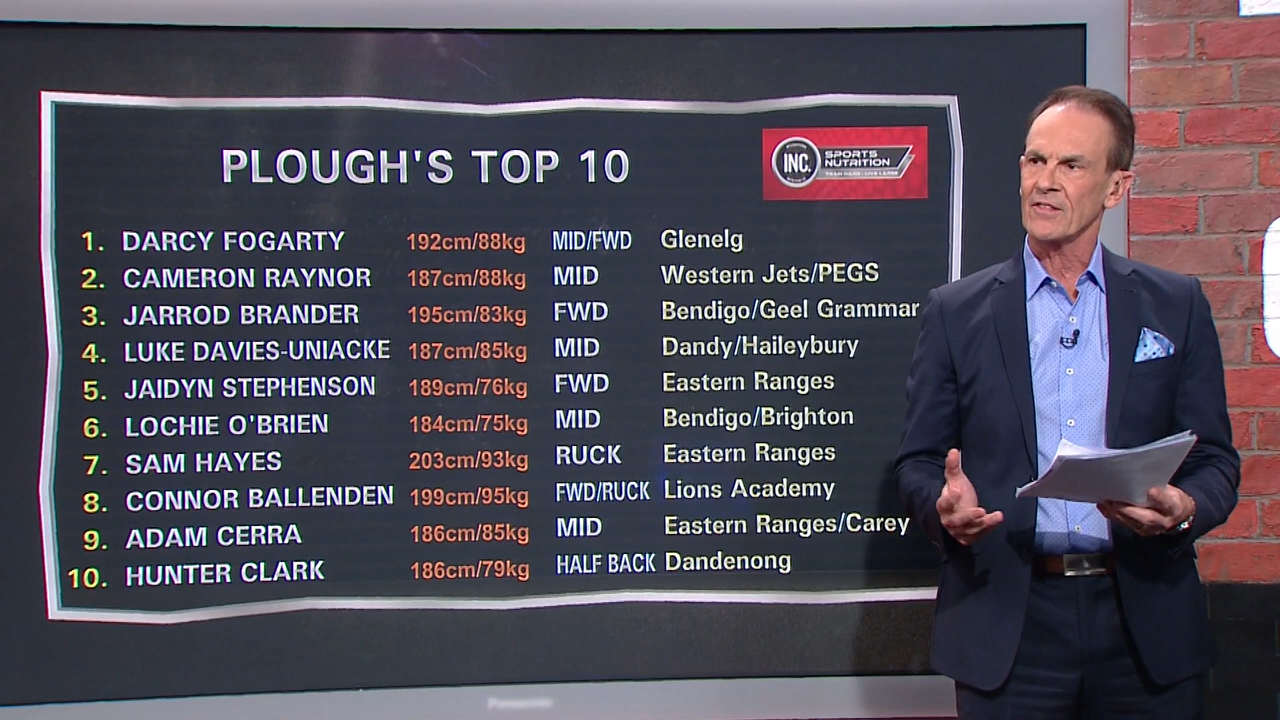 PLOUGH'S TOP 10
INC.
SPORTS
NUTRITION
TRAIN HARD · LIVE LARGE
1. DARCY FOGARTY 192cm/88kg MID/FWD Glenelg
2. CAMERON RAYNOR 187cm/88kg MID Western Jets/PEGS
3. JARROD BRANDER 195cm/83kg FWD Bendigo/Geel Grammar
4. LUKE DAVIES-UNIACKE 187cm/85kg MID Dandy/Haileybury
5. JAIDYN STEPHENSON 189cm/76kg FWD Eastern Ranges
6. LOCHIE O'BRIEN 184cm/75kg MID Bendigo/Brighton
7. SAM HAYES 203cm/93kg RUCK Eastern Ranges
8. CONNOR BALLENDEN 199cm/95kg FWD/RUCK Lions Academy
9. ADAM CERRA 186cm/85kg MID Eastern Ranges/Carey
10. HUNTER CLARK 186cm/79kg HALF BACK Dandenong